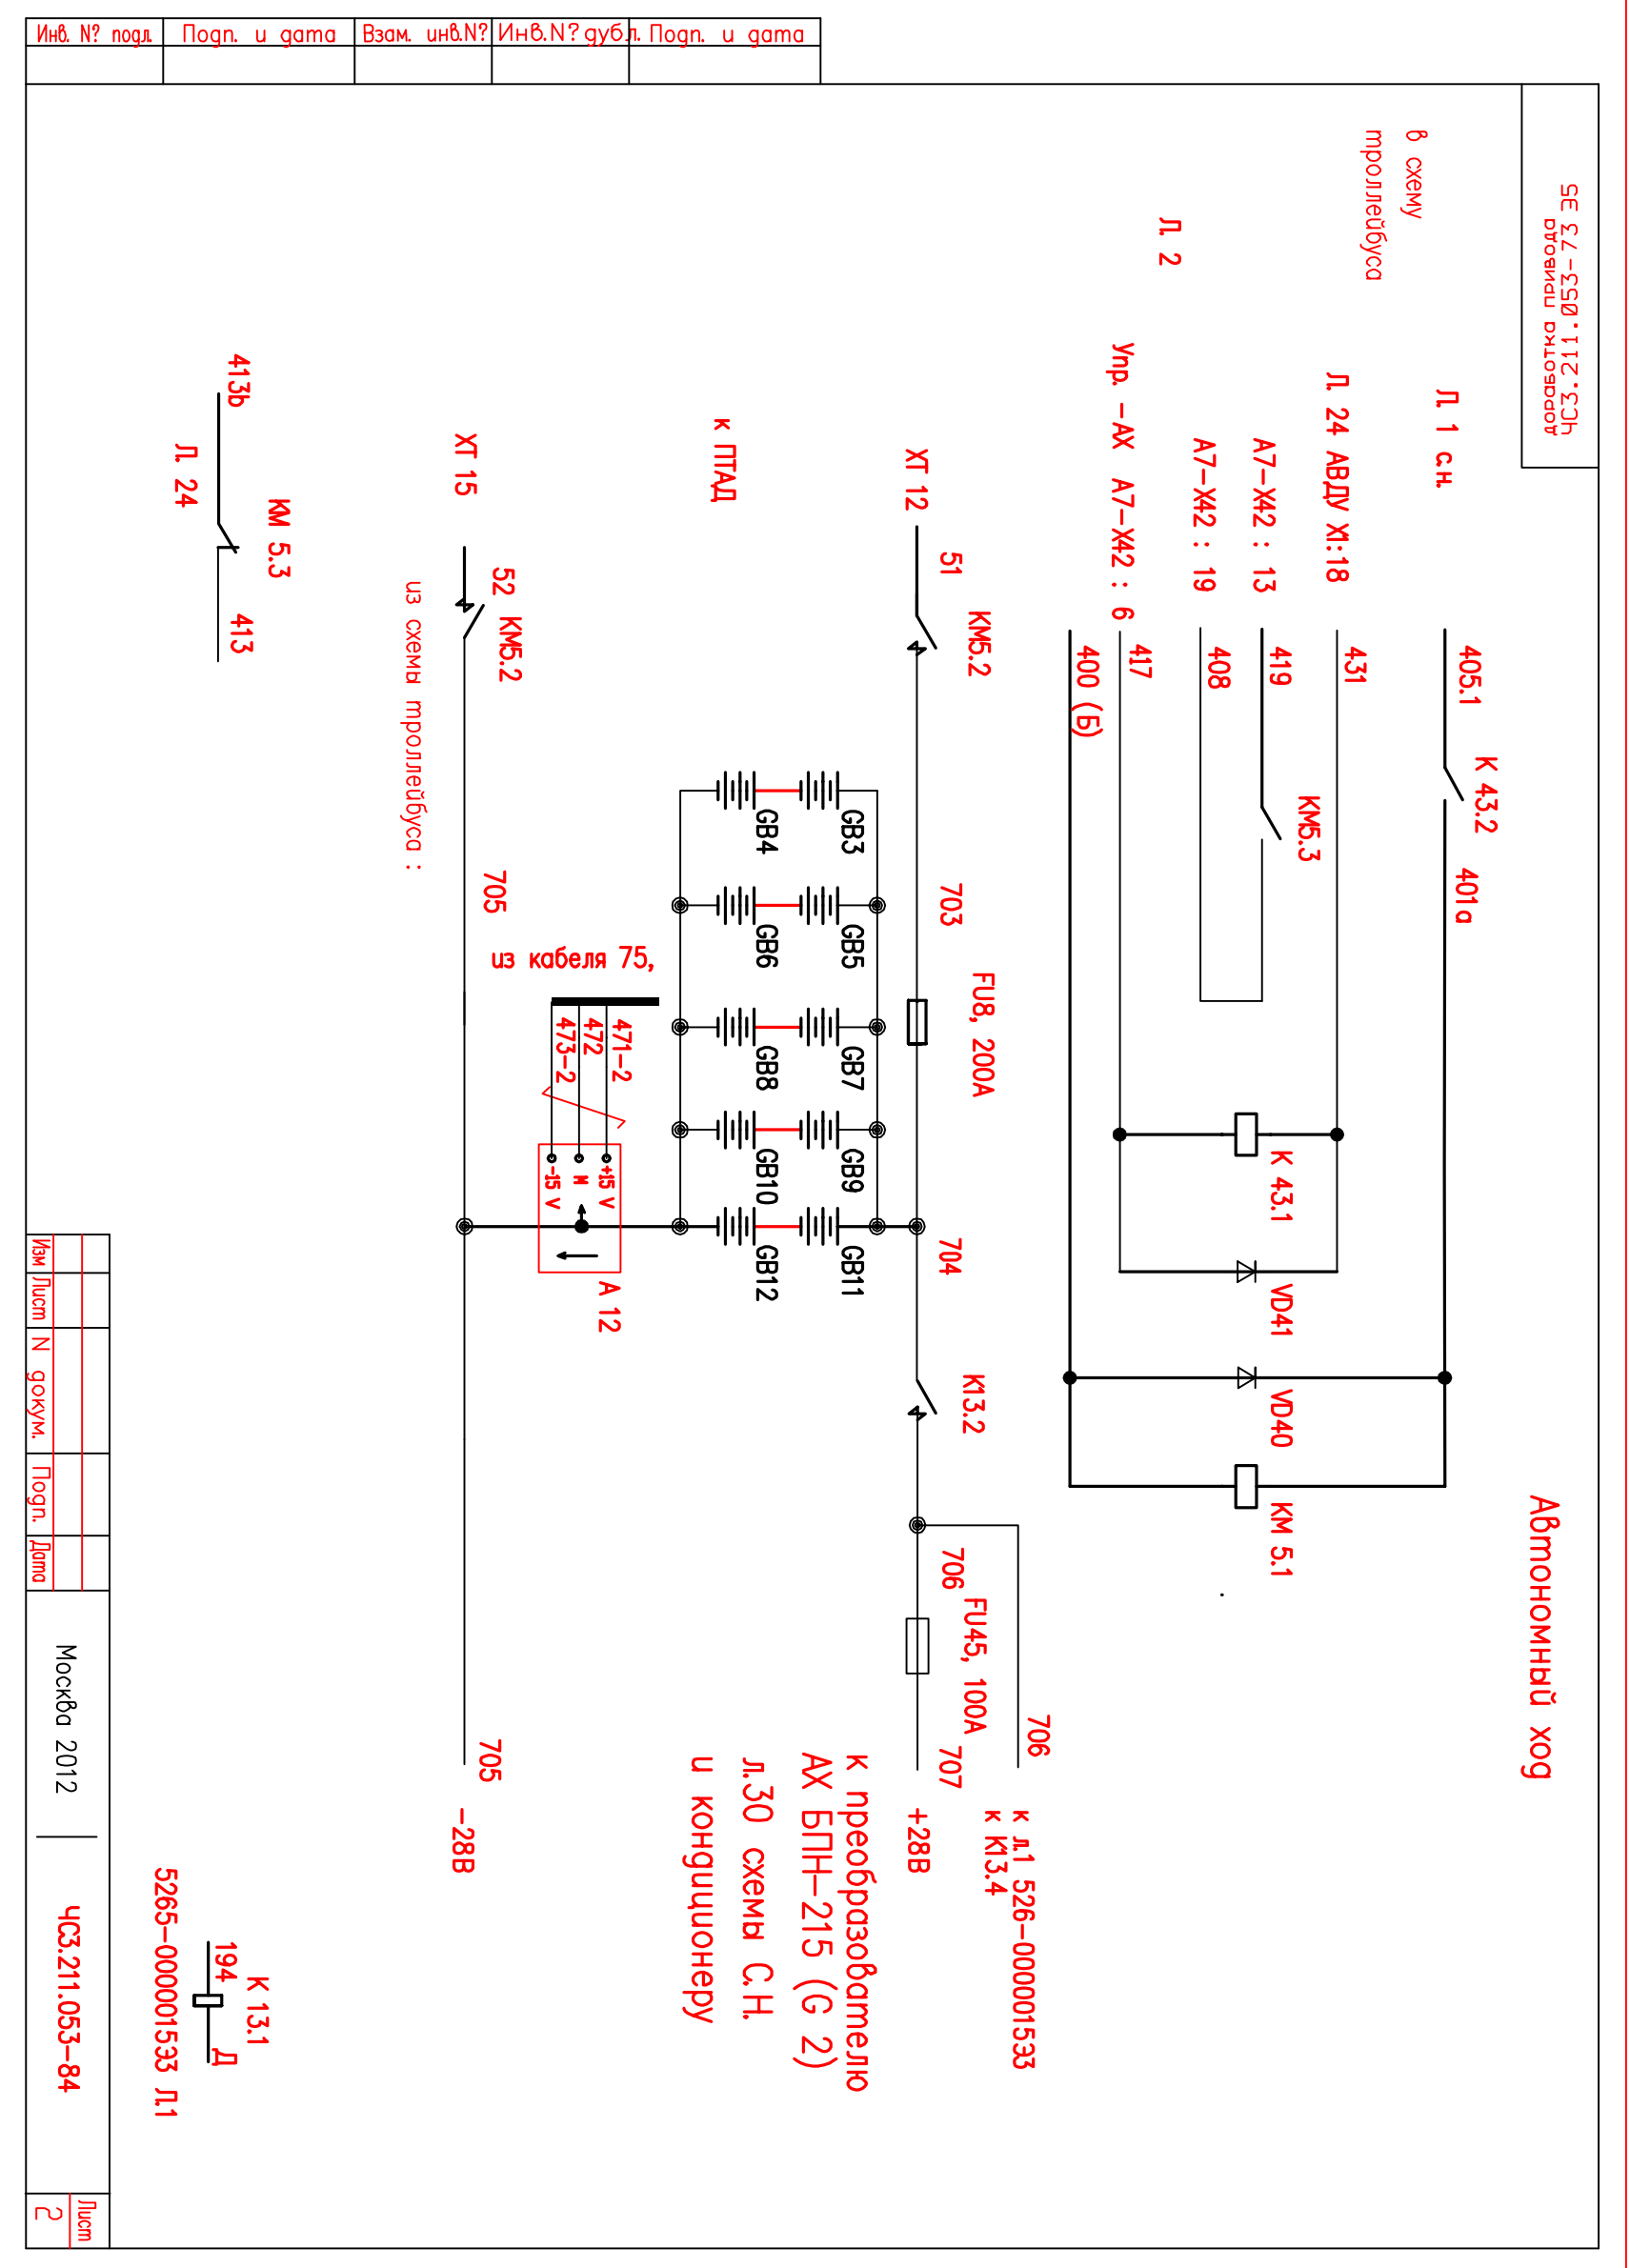 Инв. N? подл.
Подп. и дата
Взам. инв.N?
Инв.N? дубл.
Подп. и дата
ЧС3.211.053-73 ЭS
доработка привода
Автономный ход
в схему
троллейбуса
Л. 1 с.н.
405.1
К 43.2
401а
Л. 24 АВДУ Х1:18
431
А7-Х42 : 13
419
КМ5.3
А7-Х42 : 19
408
Л. 2
Упр. -АХ А7-Х42 : 6
417
400 (Б)
К 43.1
VD41
VD40
КМ 5.1
ХТ 12
51
КМ5.2
703
FU8, 200А
704
К13.2
706
FU45, 100А
707
706
+28В
к л.1 526-00000153З
к К13.4
к ПТАД
GB3
GB5
GB7
GB9
GB11
GB4
GB6
GB8
GB10
GB12
к преобразователю
АХ БПН-215 (G 2)
л.30 схемы С.Н.
и кондиционеру
из кабеля 75,
471-2
472
473-2
+15 V
М
-15 V
А 12
ХТ 15
52
КМ5.2
705
705
-28В
из схемы троллейбуса :
413b
КМ 5.3
413
Л. 24
К 13.1
194
Д
5265-00000153З Л.1
Изм
Лист
N докум.
Подп.
Дата
Москва 2012
ЧС3.211.053-84
Лист
2